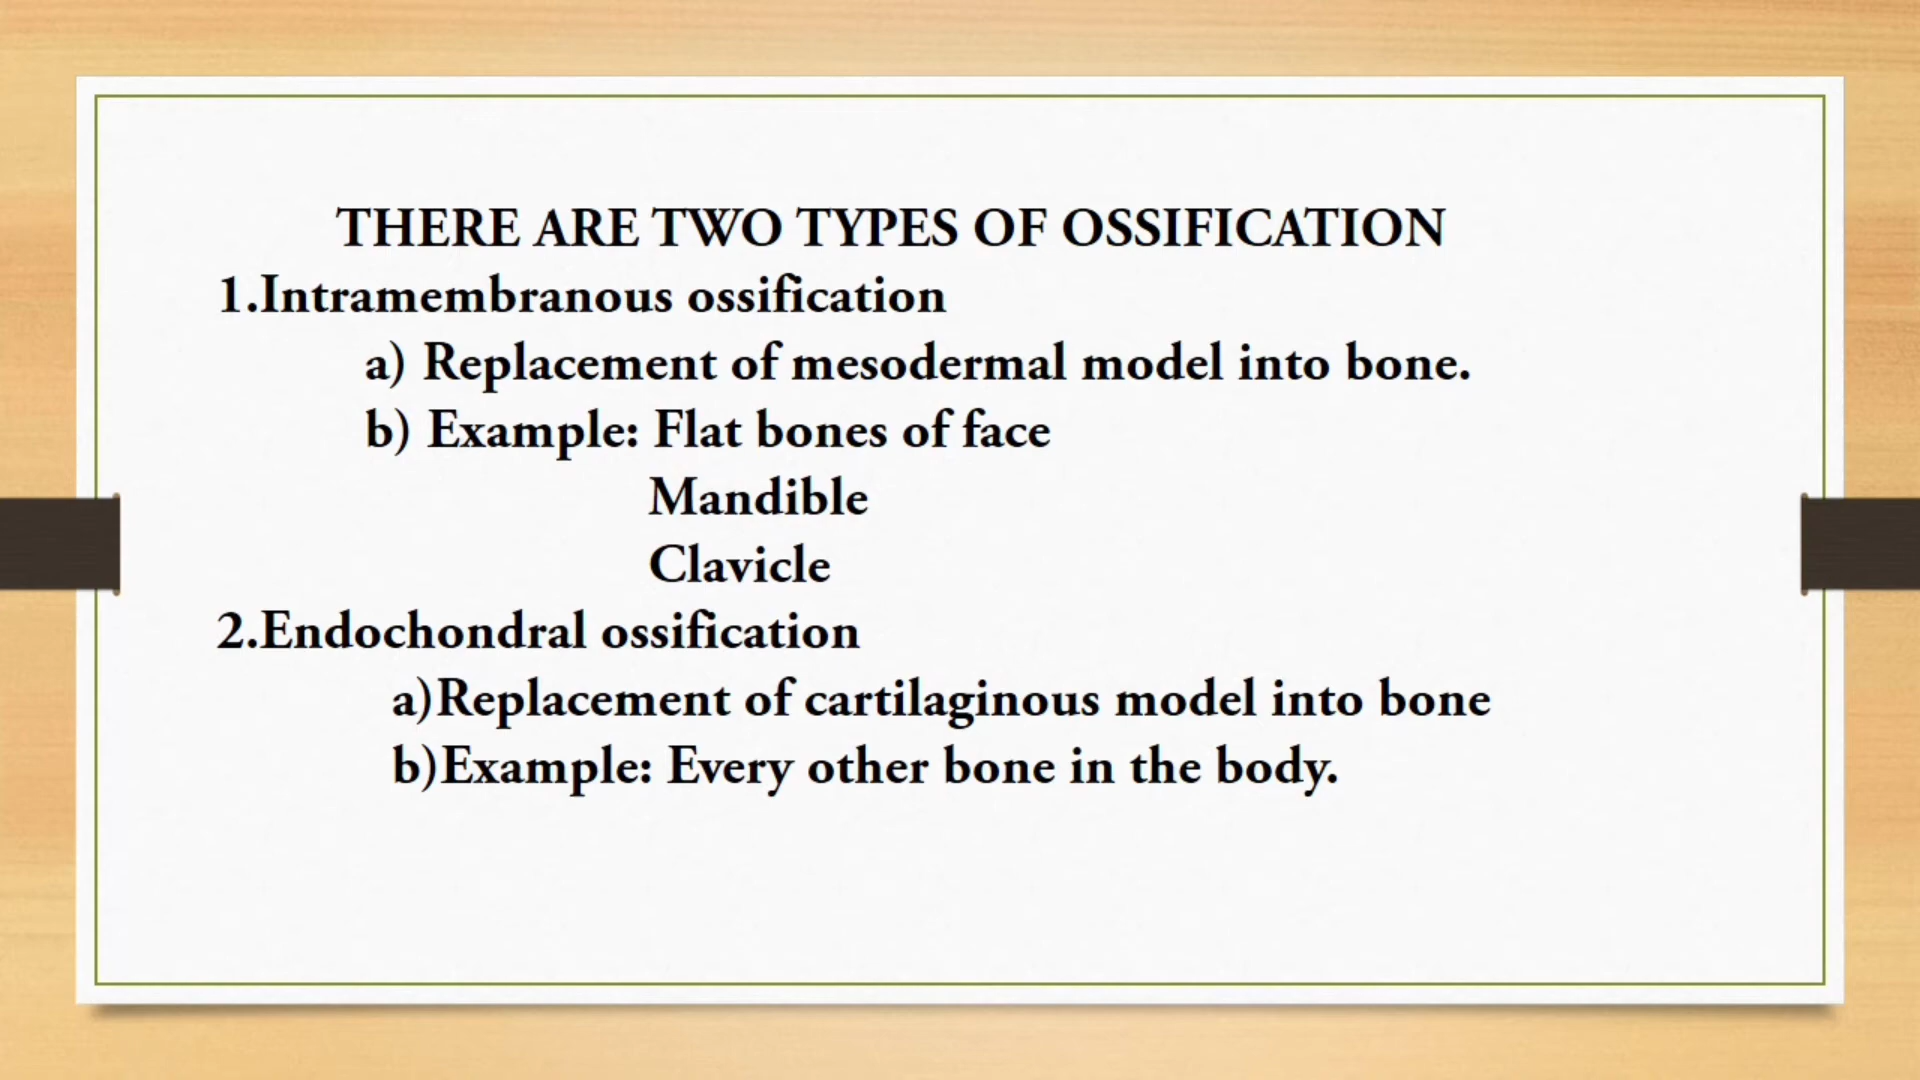 THERE ARE TWO TYPES OF OSSIFICATION
1.Intramembranous ossification
a) Replacement of mesodermal model into bone.
b) Example: Flat bones of face
Mandible
Clavicle
2.Endochondral ossification
a)Replacement of cartilaginous model into bone
b)Example: Every other bone in the body.